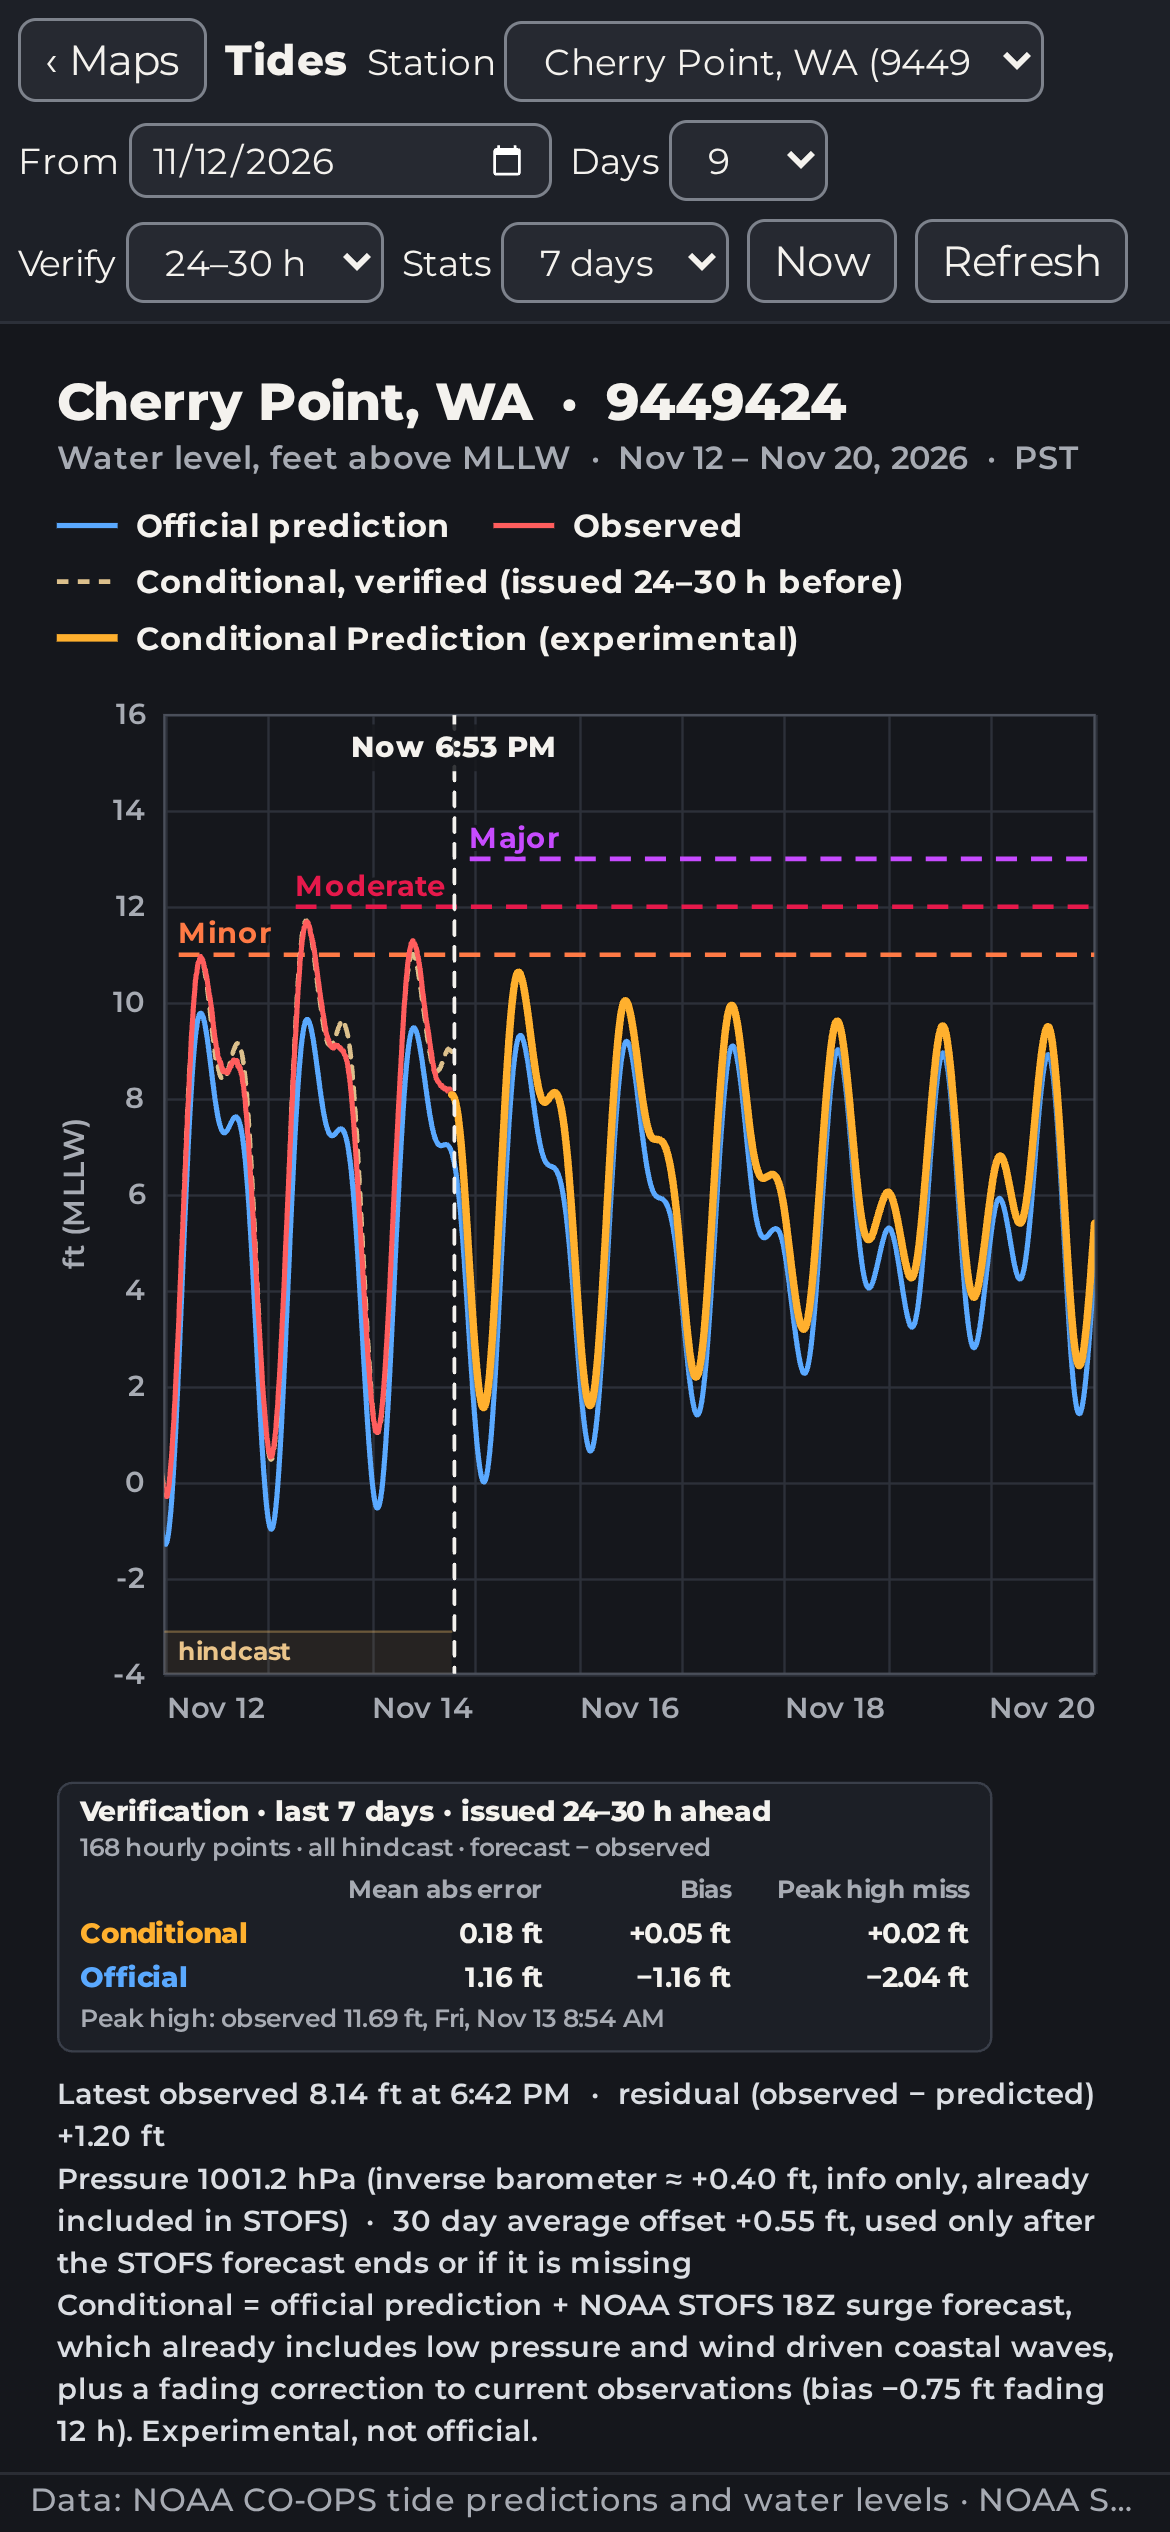 ‹ Maps Tides Station Cherry Point, WA (9449
From 11/12/2026 Days 9
Verify 24–30 h Stats 7 days Now Refresh
Cherry Point, WA · 9449424
Water level, feet above MLLW · Nov 12 – Nov 20, 2026 · PST
Official prediction Observed
Conditional, verified (issued 24–30 h before)
Conditional Prediction (experimental)
16
Now 6:53 PM
14
Major
Moderate
12
Minor
10
8
ft (MLLW)
6
4
2
0
-2
hindcast
-4
Nov 12 Nov 14 Nov 16 Nov 18 Nov 20
Verification · last 7 days · issued 24–30 h ahead
168 hourly points · all hindcast · forecast − observed
Mean abs error Bias Peak high miss
Conditional 0.18 ft +0.05 ft +0.02 ft
Official 1.16 ft −1.16 ft −2.04 ft
Peak high: observed 11.69 ft, Fri, Nov 13 8:54 AM
Latest observed 8.14 ft at 6:42 PM · residual (observed − predicted)
+1.20 ft
Pressure 1001.2 hPa (inverse barometer ≈ +0.40 ft, info only, already
included in STOFS) · 30 day average offset +0.55 ft, used only after
the STOFS forecast ends or if it is missing
Conditional = official prediction + NOAA STOFS 18Z surge forecast,
which already includes low pressure and wind driven coastal waves,
plus a fading correction to current observations (bias −0.75 ft fading
12 h). Experimental, not official.
Data: NOAA CO-OPS tide predictions and water levels · NOAA S...